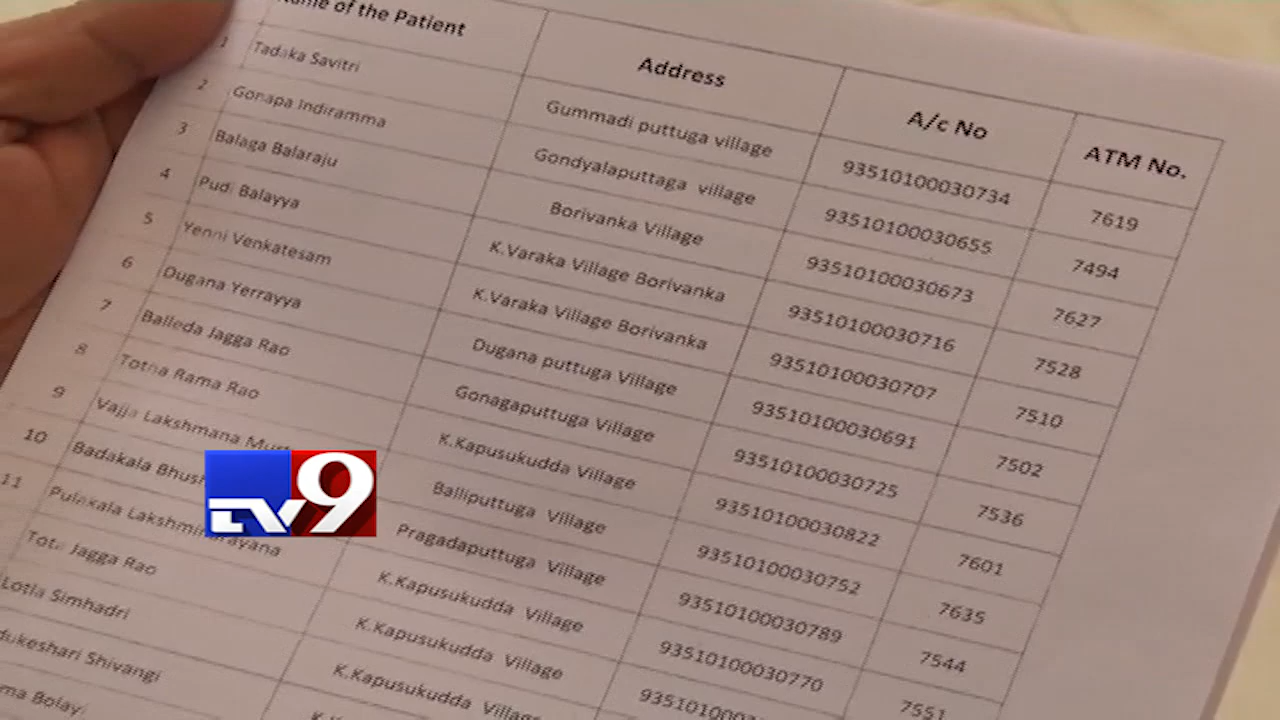 Name of the Patient Address A/c No ATM No.
1 Tadaka Savitri Gummadi puttuga village 93510100030734 7619
2 Gonapa Indiramma Gondyalaputtaga village 93510100030655 7494
3 Balaga Balaraju Borivanka Village 93510100030673 7627
4 Pudi Balayya K.Varaka Village Borivanka 93510100030716 7528
5 Yenni Venkatesam K.Varaka Village Borivanka 93510100030707 7510
6 Dugana Yerrayya Dugana puttuga Village 93510100030691 7502
7 Balleda Jagga Rao Gonagaputtuga Village 93510100030725 7536
8 Totna Rama Rao K.Kapusukudda Village 93510100030822 7601
9 Vajja Lakshmana Balliputtuga Village 93510100030752 7635
10 Badakala Pragadaputtuga Village 93510100030789 7544
11 Pulakala K.Kapusukudda Village 93510100030770 7551
Tota Jagga Rao K.Kapusukudda Village
Lotla Simhadri K.Kapusukudda Village
Shivangi
TV9